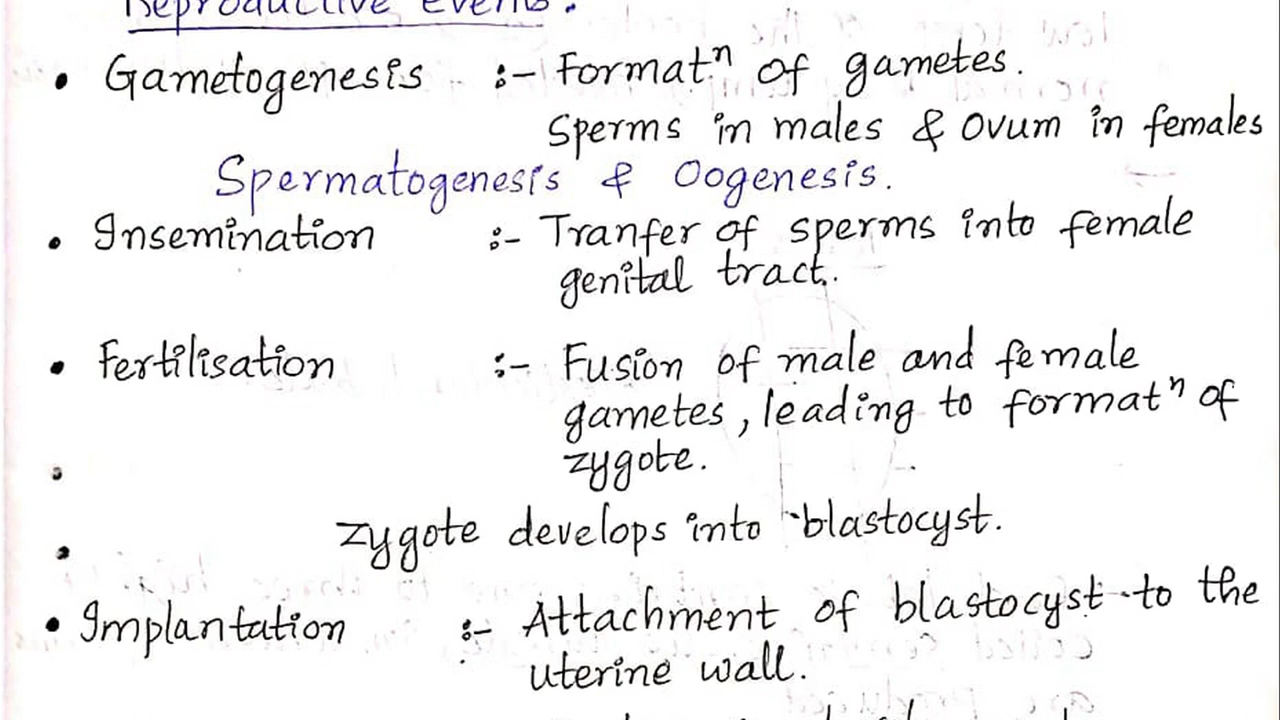 Reproductive events :
• Gametogenesis :- Formatⁿ of gametes.
Sperms in males & Ovum in females
Spermatogenesis & Oogenesis.
• Insemination :- Tranfer of sperms into female
genital tract.
• Fertilisation :- Fusion of male and female
gametes, leading to formatⁿ of
zygote.
zygote develops into blastocyst.
• Implantation :- Attachment of blastocyst to the
uterine wall.